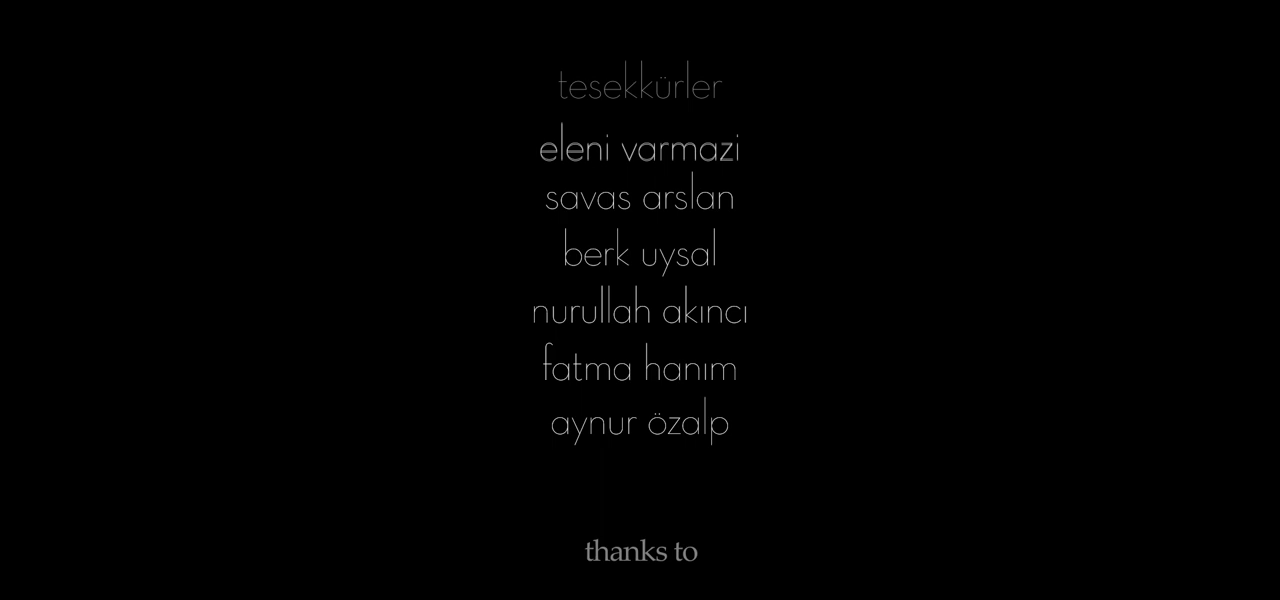 tesekkürler
eleni varmazi
savas arslan
berk uysal
nurullah akıncı
fatma hanım
aynur özalp
thanks to